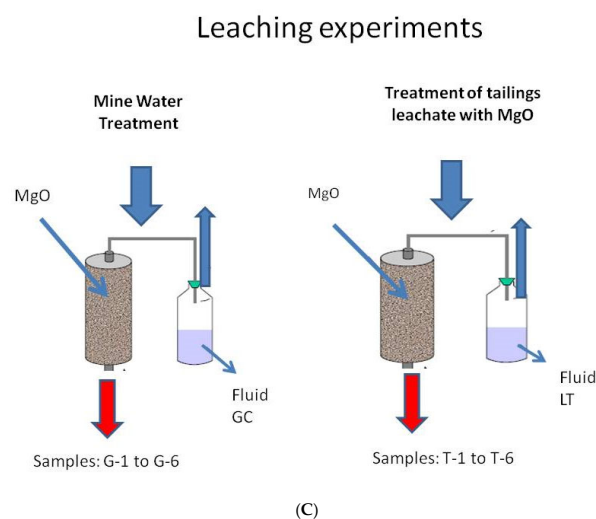 Leaching experiments
Mine Water
Treatment
MgO
Fluid
GC
Samples: G-1 to G-6
Treatment of tailings
leachate with MgO
MgO
Fluid
LT
Samples: T-1 to T-6
(C)